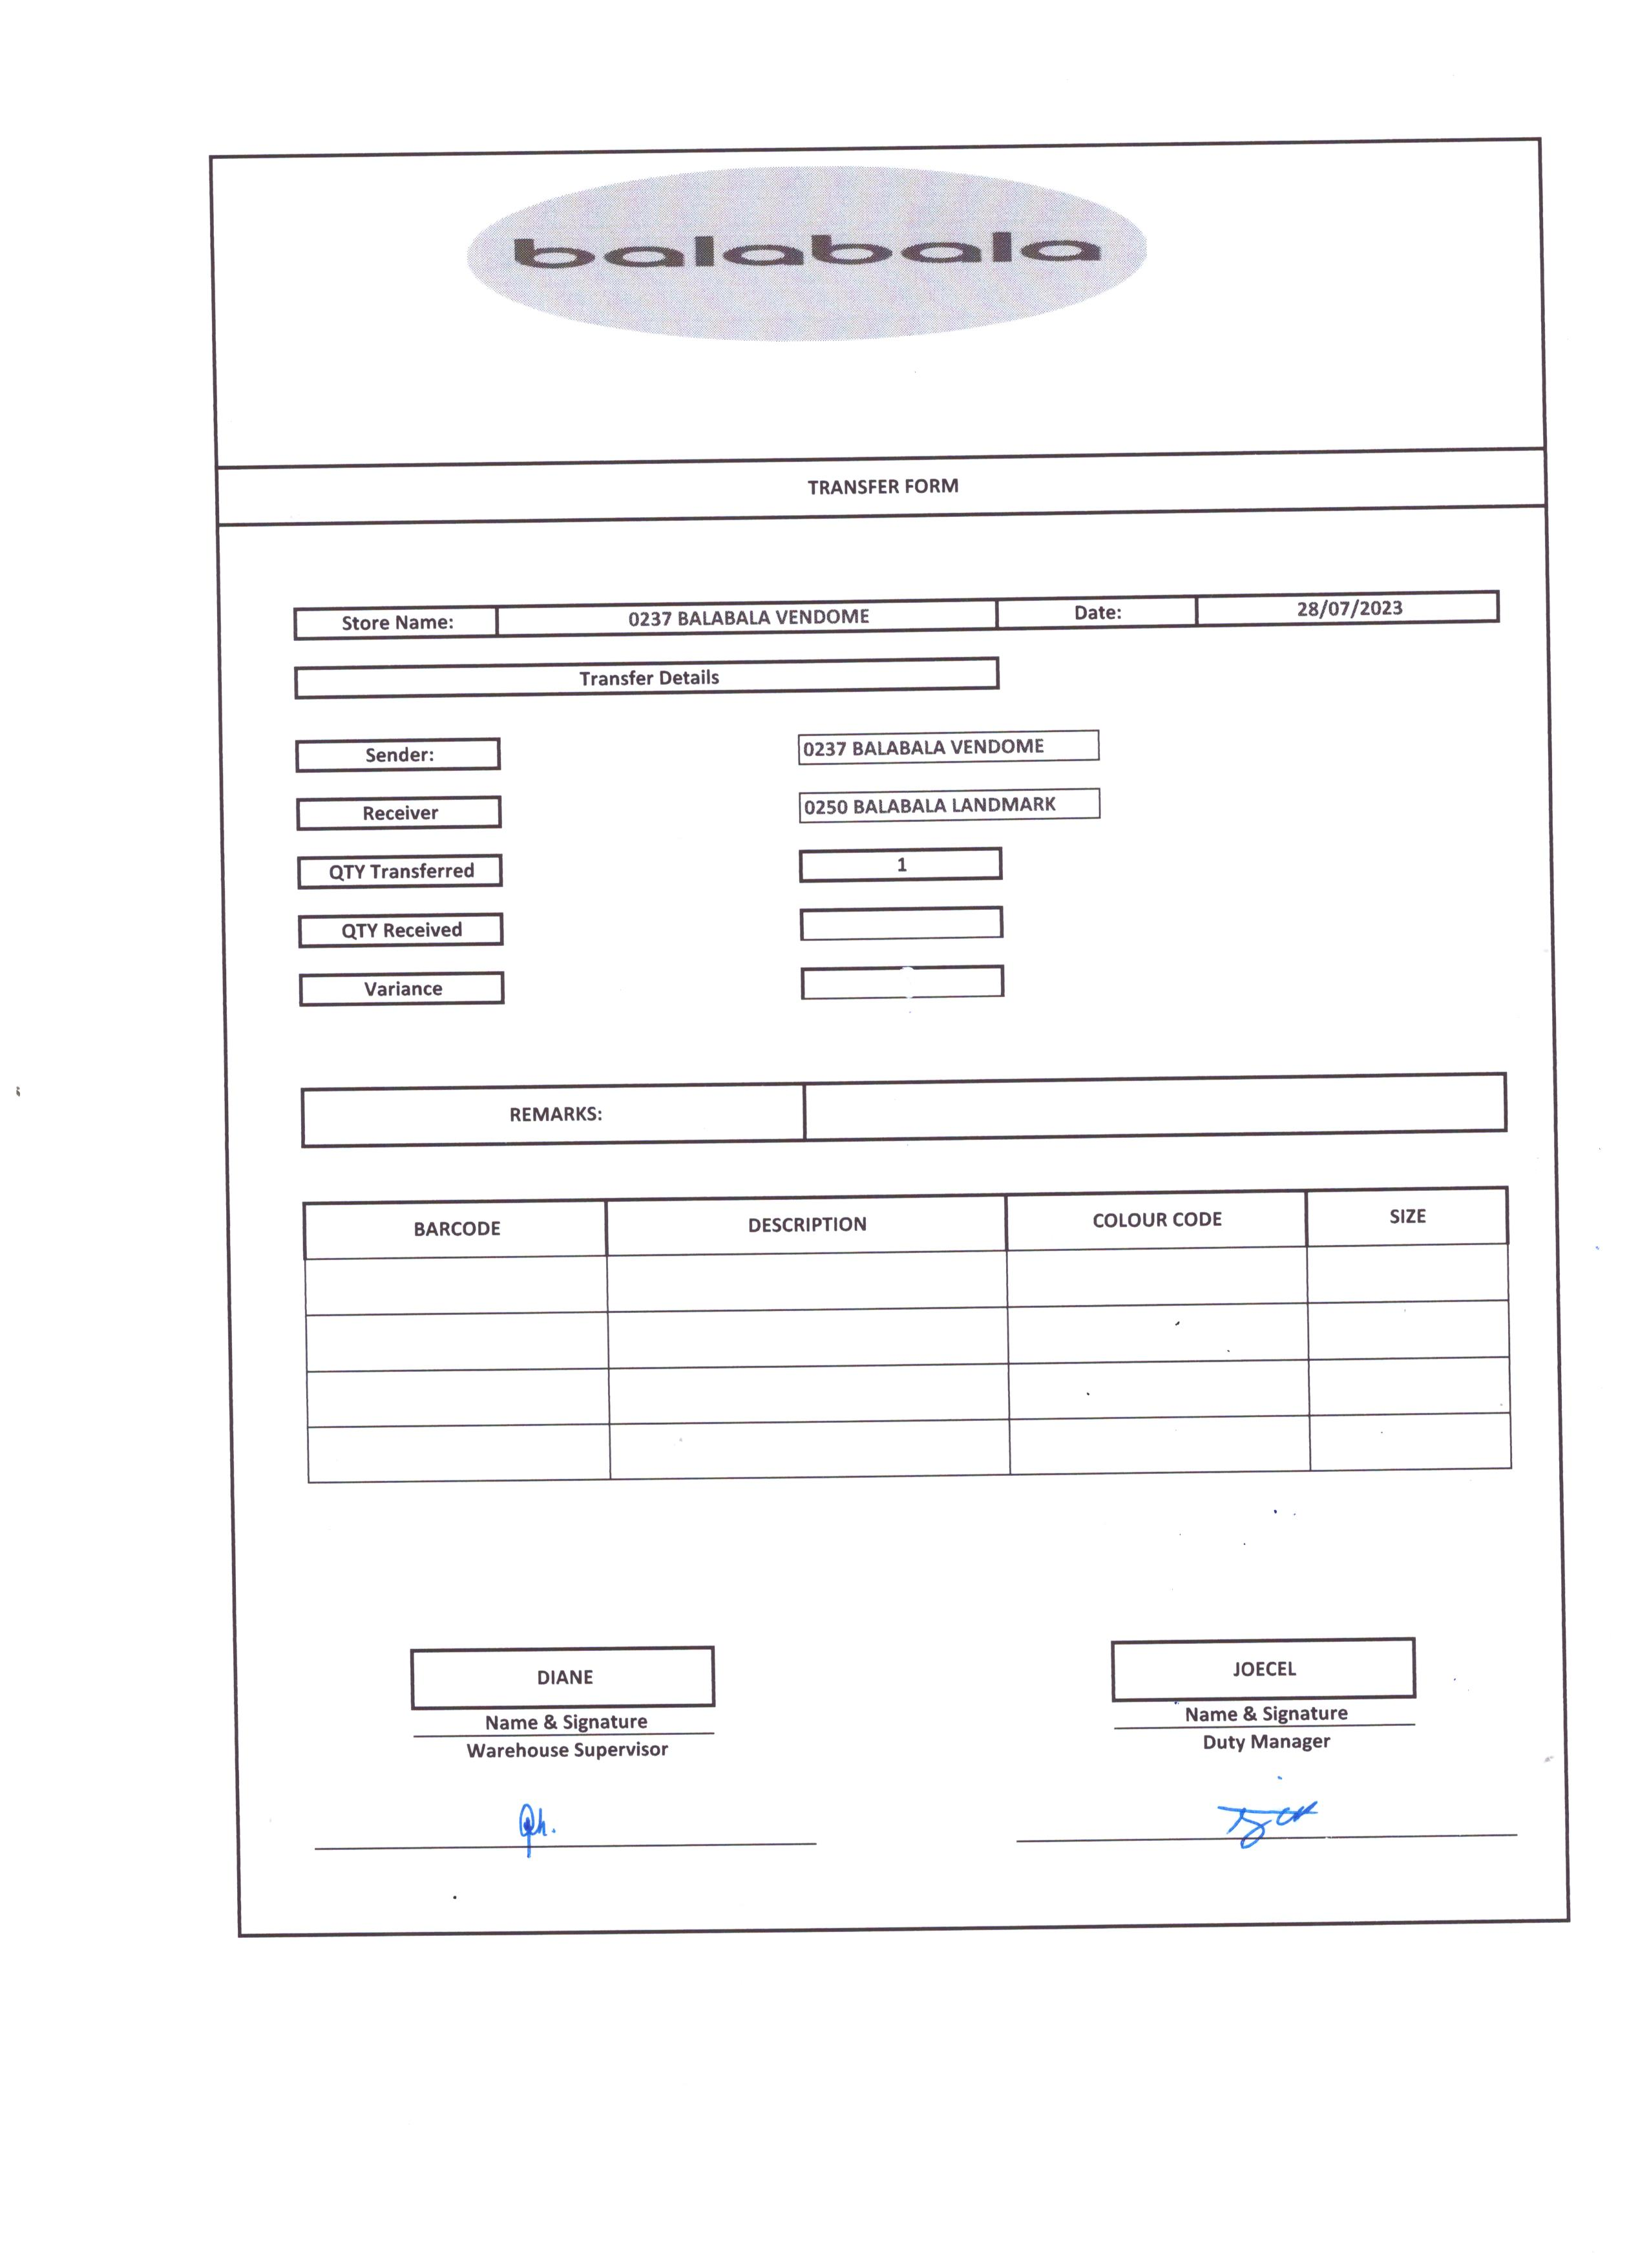 balabala
TRANSFER FORM
Store Name: 0237 BALABALA VENDOME Date: 28/07/2023
Transfer Details
Sender: 0237 BALABALA VENDOME
Receiver 0250 BALABALA LANDMARK
QTY Transferred 1
QTY Received
Variance
REMARKS:
BARCODE DESCRIPTION COLOUR CODE SIZE
DIANE JOECEL
Name & Signature Name & Signature
Warehouse Supervisor Duty Manager